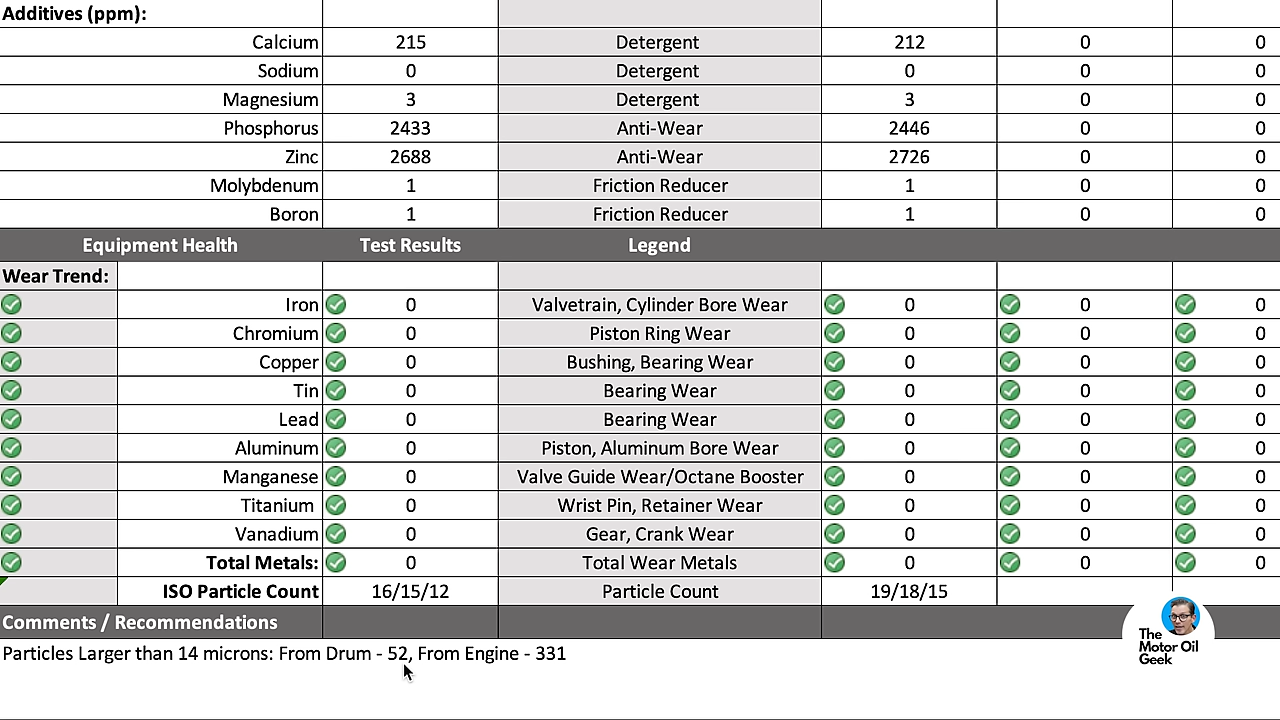 Additives (ppm):
Calcium 215 Detergent 212 0 0
Sodium 0 Detergent 0 0 0
Magnesium 3 Detergent 3 0 0
Phosphorus 2433 Anti-Wear 2446 0 0
Zinc 2688 Anti-Wear 2726 0 0
Molybdenum 1 Friction Reducer 1 0 0
Boron 1 Friction Reducer 1 0 0
Equipment Health Test Results Legend
Wear Trend:
Iron 0 Valvetrain, Cylinder Bore Wear 0 0 0
Chromium 0 Piston Ring Wear 0 0 0
Copper 0 Bushing, Bearing Wear 0 0 0
Tin 0 Bearing Wear 0 0 0
Lead 0 Bearing Wear 0 0 0
Aluminum 0 Piston, Aluminum Bore Wear 0 0 0
Manganese 0 Valve Guide Wear/Octane Booster 0 0 0
Titanium 0 Wrist Pin, Retainer Wear 0 0 0
Vanadium 0 Gear, Crank Wear 0 0 0
Total Metals: 0 Total Wear Metals 0 0 0
ISO Particle Count 16/15/12 Particle Count 19/18/15
Comments / Recommendations
Particles Larger than 14 microns: From Drum - 52, From Engine - 331
The
Motor Oil
Geek